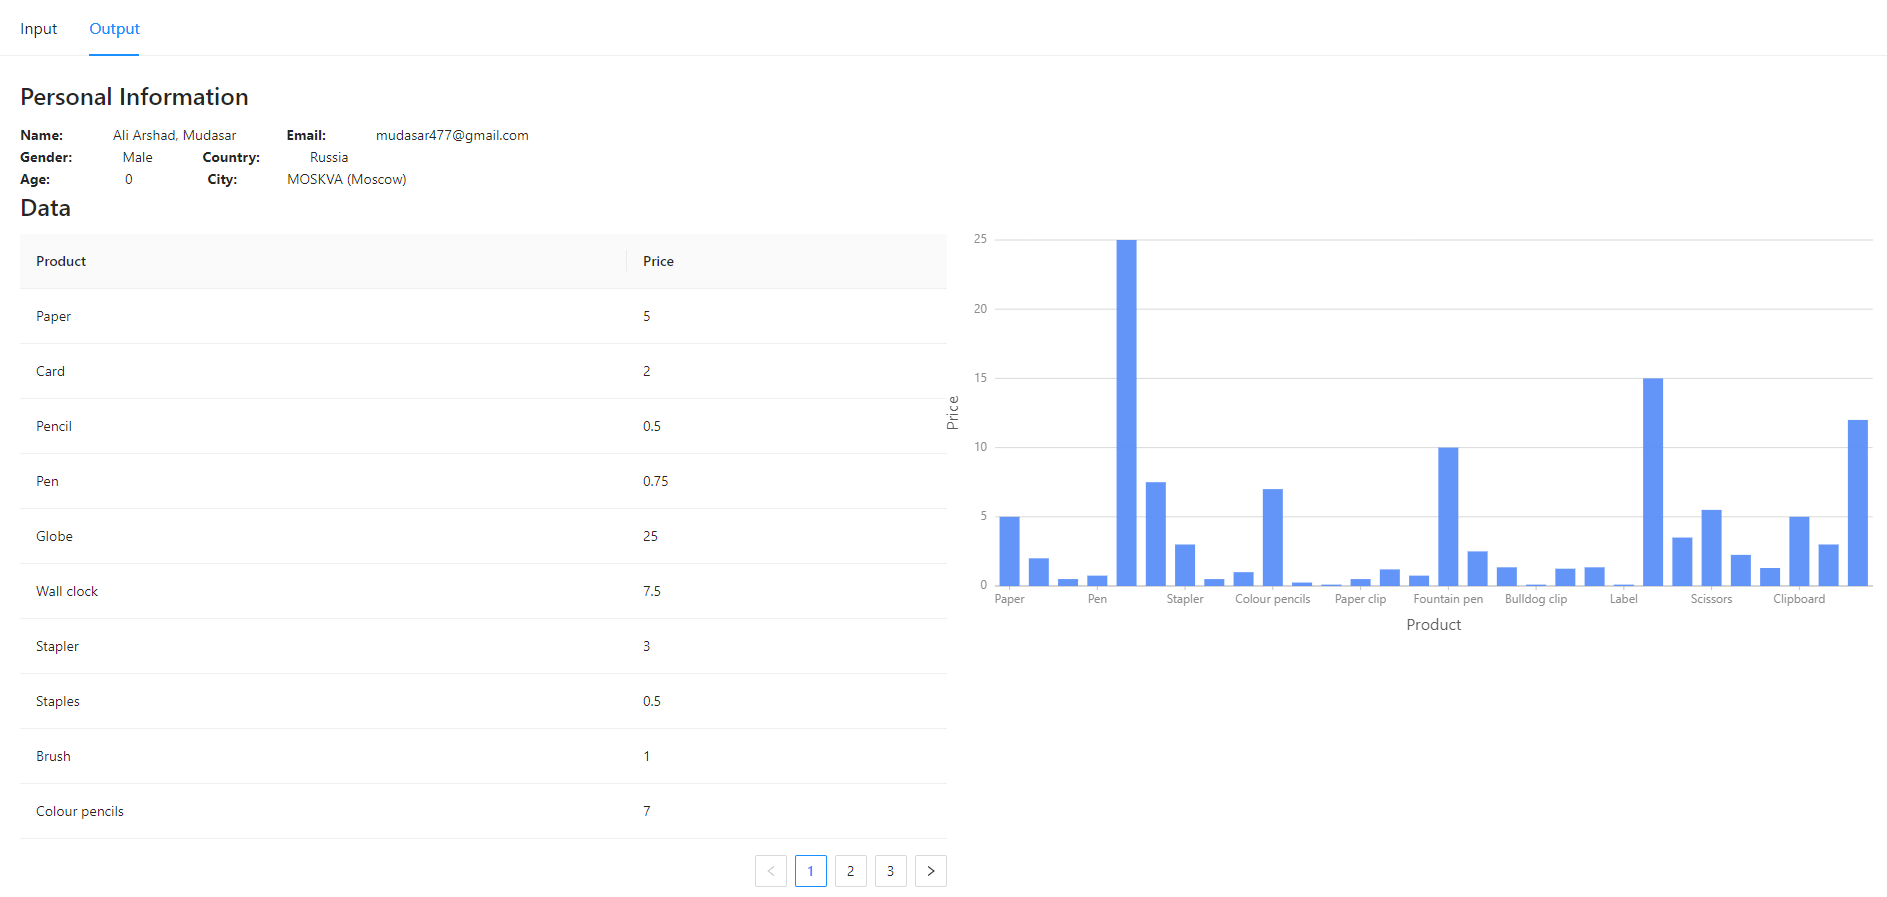 Input Output
Personal Information
Name: Ali Arshad, Mudasar Email: mudasar477@gmail.com
Gender: Male Country: Russia
Age: 0 City: MOSKVA (Moscow)
Data
Product Price
Paper 5
Card 2
Pencil 0.5
Pen 0.75
Globe 25
Wall clock 7.5
Stapler 3
Staples 0.5
Brush 1
Colour pencils 7
1 2 3
25
20
15
10
5
0
Price
Paper Pen Stapler Colour pencils Paper clip Fountain pen Bulldog clip Label Scissors Clipboard
Product